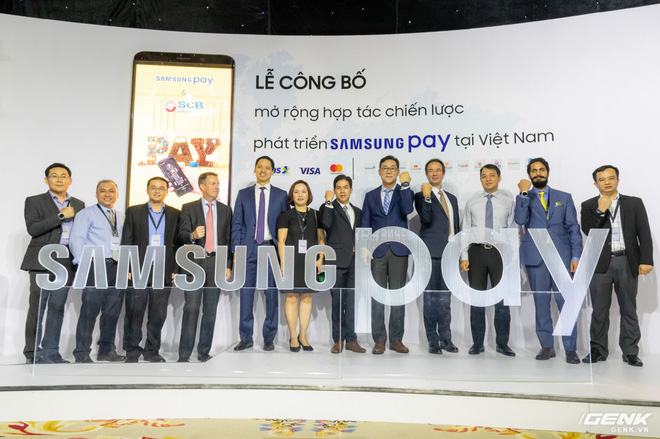 SAMSUNG pay
&
SCB
PAY
LỄ CÔNG BỐ
mở rộng hợp tác chiến lược
phát triển SAMSUNG pay tại Việt Nam
VISA
mastercard
SAMSUNG pay
GENK
GENK.VN